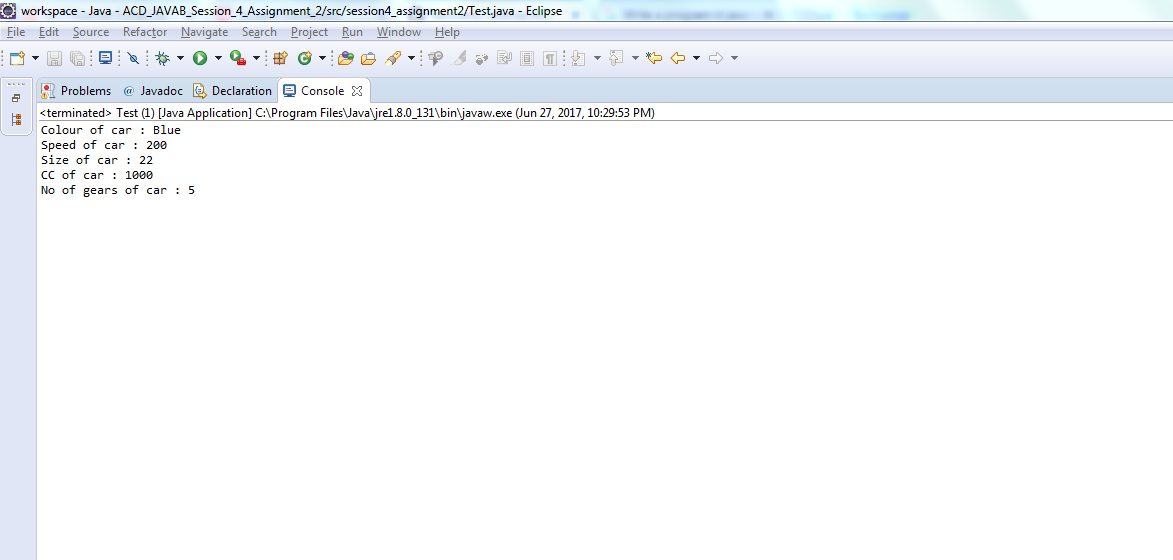 workspace - Java - ACD_JAVAB_Session_4_Assignment_2/src/session4_assignment2/Test.java - Eclipse
File Edit Source Refactor Navigate Search Project Run Window Help
Problems @ Javadoc Declaration Console
<terminated> Test (1) [Java Application] C:\Program Files\Java\jre1.8.0_131\bin\javaw.exe (Jun 27, 2017, 10:29:53 PM)
Colour of car : Blue
Speed of car : 200
Size of car : 22
CC of car : 1000
No of gears of car : 5